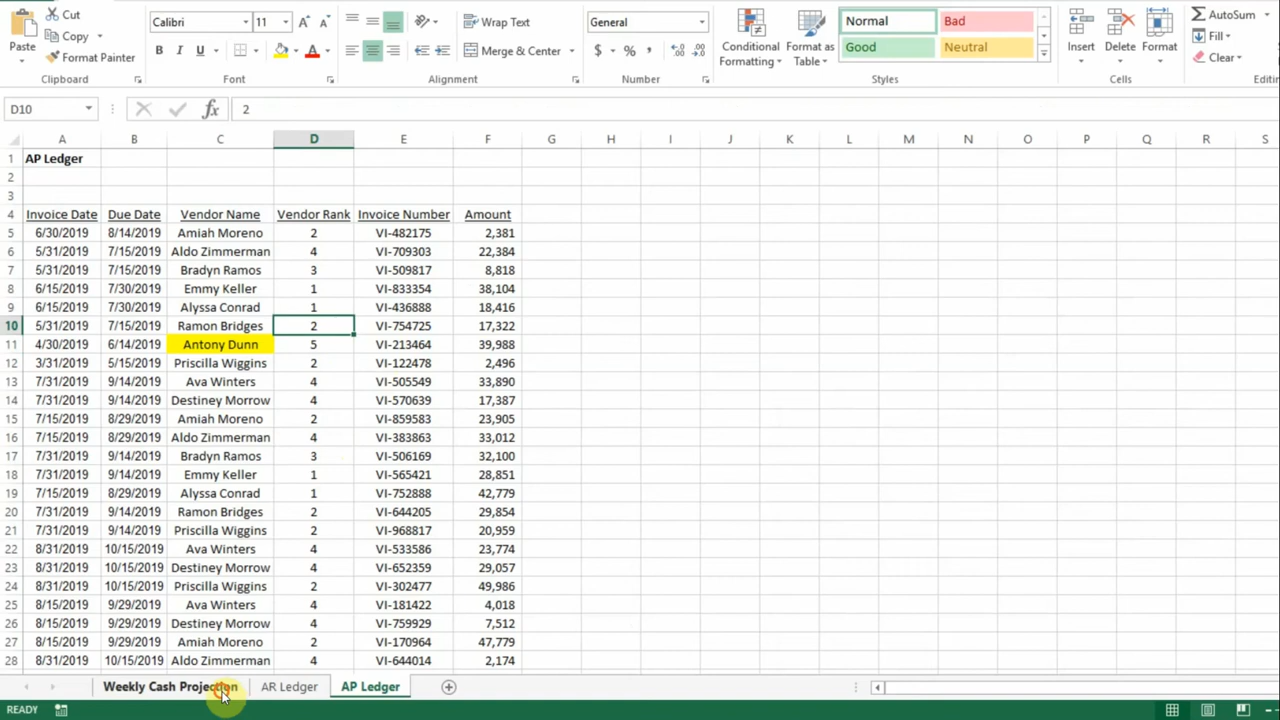 Cut
Copy
Format Painter
Paste
Clipboard
Calibri 11
B I U
Font
Wrap Text
Merge & Center
Alignment
General
$ % ,
Number
Conditional Formatting
Format as Table
Normal Bad
Good Neutral
Styles
Insert Delete Format
Cells
AutoSum
Fill
Clear
D10 fx 2
A B C D E F G H I J K L M N O P Q R S
1 AP Ledger
2
3
4 Invoice Date Due Date Vendor Name Vendor Rank Invoice Number Amount
5 6/30/2019 8/14/2019 Amiah Moreno 2 VI-482175 2,381
6 5/31/2019 7/15/2019 Aldo Zimmerman 4 VI-709303 22,384
7 5/31/2019 7/15/2019 Bradyn Ramos 3 VI-509817 8,818
8 6/15/2019 7/30/2019 Emmy Keller 1 VI-833354 38,104
9 6/15/2019 7/30/2019 Alyssa Conrad 1 VI-436888 18,416
10 5/31/2019 7/15/2019 Ramon Bridges 2 VI-754725 17,322
11 4/30/2019 6/14/2019 Antony Dunn 5 VI-213464 39,988
12 3/31/2019 5/15/2019 Priscilla Wiggins 2 VI-122478 2,496
13 7/31/2019 9/14/2019 Ava Winters 4 VI-505549 33,890
14 7/31/2019 9/14/2019 Destiney Morrow 4 VI-570639 17,387
15 7/15/2019 8/29/2019 Amiah Moreno 2 VI-859583 23,905
16 7/15/2019 8/29/2019 Aldo Zimmerman 4 VI-383863 33,012
17 7/31/2019 9/14/2019 Bradyn Ramos 3 VI-506169 32,100
18 7/31/2019 9/14/2019 Emmy Keller 1 VI-565421 28,851
19 7/15/2019 8/29/2019 Alyssa Conrad 1 VI-752888 42,779
20 7/31/2019 9/14/2019 Ramon Bridges 2 VI-644205 29,854
21 7/31/2019 9/14/2019 Priscilla Wiggins 2 VI-968817 20,959
22 8/31/2019 10/15/2019 Ava Winters 4 VI-533586 23,774
23 8/31/2019 10/15/2019 Destiney Morrow 4 VI-652359 29,057
24 8/31/2019 10/15/2019 Priscilla Wiggins 2 VI-302477 49,986
25 8/15/2019 9/29/2019 Ava Winters 4 VI-181422 4,018
26 8/15/2019 9/29/2019 Destiney Morrow 4 VI-759929 7,512
27 8/15/2019 9/29/2019 Amiah Moreno 2 VI-170964 47,779
28 8/31/2019 10/15/2019 Aldo Zimmerman 4 VI-644014 2,174
Weekly Cash Projection AR Ledger AP Ledger
READY